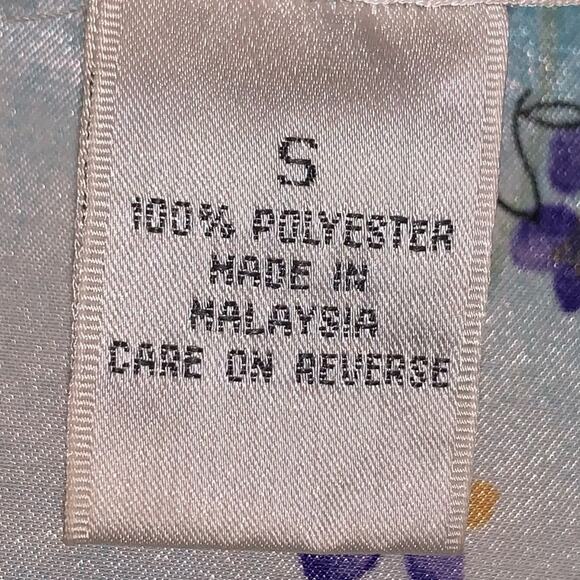 S
100% POLYESTER
MADE IN
MALAYSIA
CARE ON REVERSE